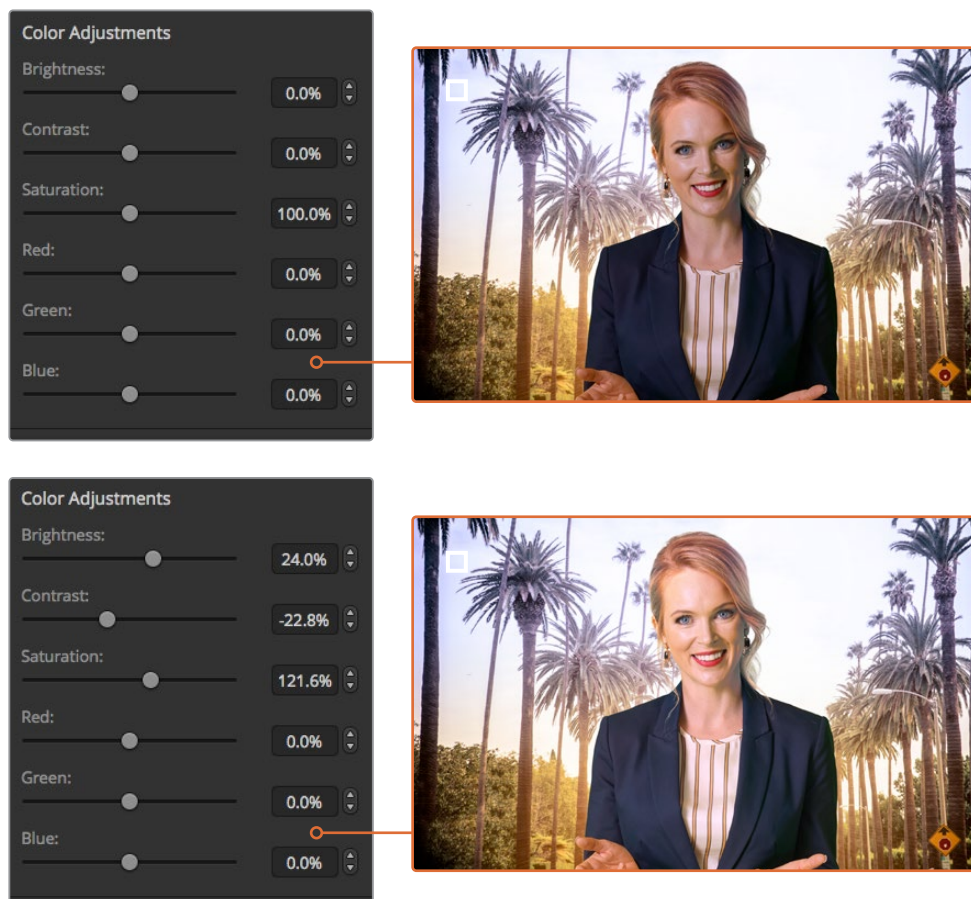 Color Adjustments
Brightness:
0.0%
Contrast:
0.0%
Saturation:
100.0%
Red:
0.0%
Green:
0.0%
Blue:
0.0%
Color Adjustments
Brightness:
24.0%
Contrast:
-22.8%
Saturation:
121.6%
Red:
0.0%
Green:
0.0%
Blue:
0.0%